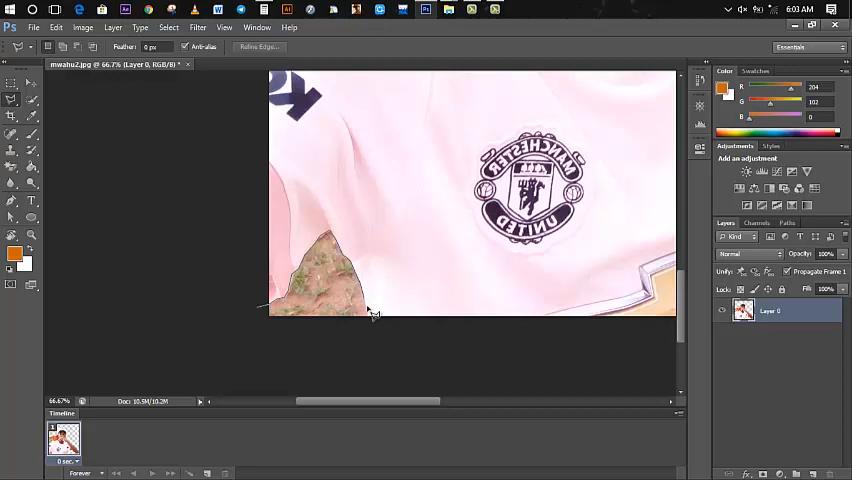 6:03 AM
Ps File Edit Image Layer Type Select Filter View Window Help
Feather: 0 px Anti-alias Refine Edge... Essentials
mwahu2.jpg @ 66.7% (Layer 0, RGB/8) * ×
Color Swatches
R 204
G 102
B 0
Adjustments Styles
Add an adjustment
Layers Channels Paths
Kind
Normal Opacity: 100%
Unify: Propagate Frame 1
Lock: Fill: 100%
Layer 0
MANCHESTER
UNITED
66.67% Doc: 10.5M/10.2M
Timeline
1
0 sec.
Forever
fx